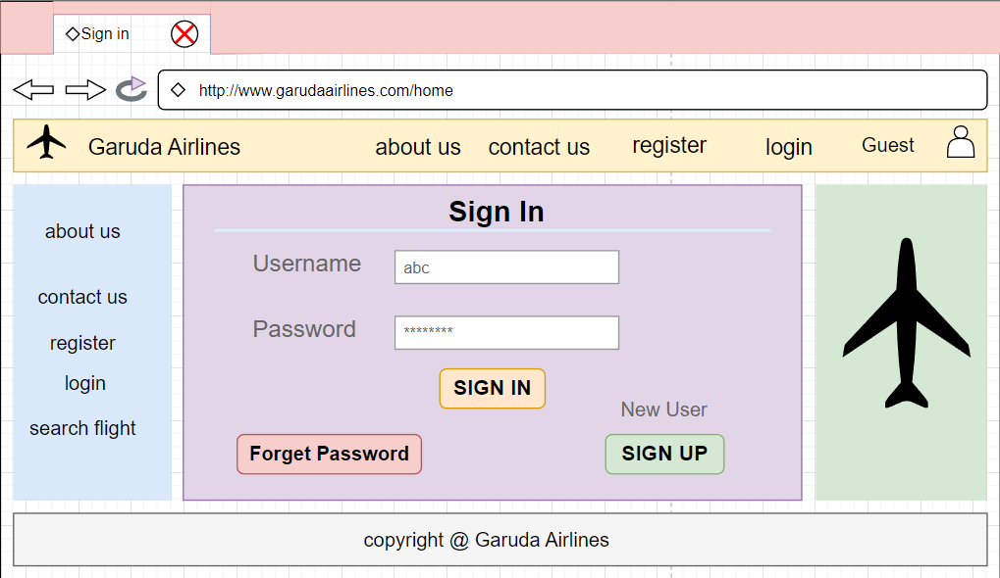 Sign in
http://www.garudaairlines.com/home
Garuda Airlines about us contact us register login Guest
about us
contact us
register
login
search flight
Sign In
Username abc
Password ********
SIGN IN
New User
Forget Password SIGN UP
copyright @ Garuda Airlines